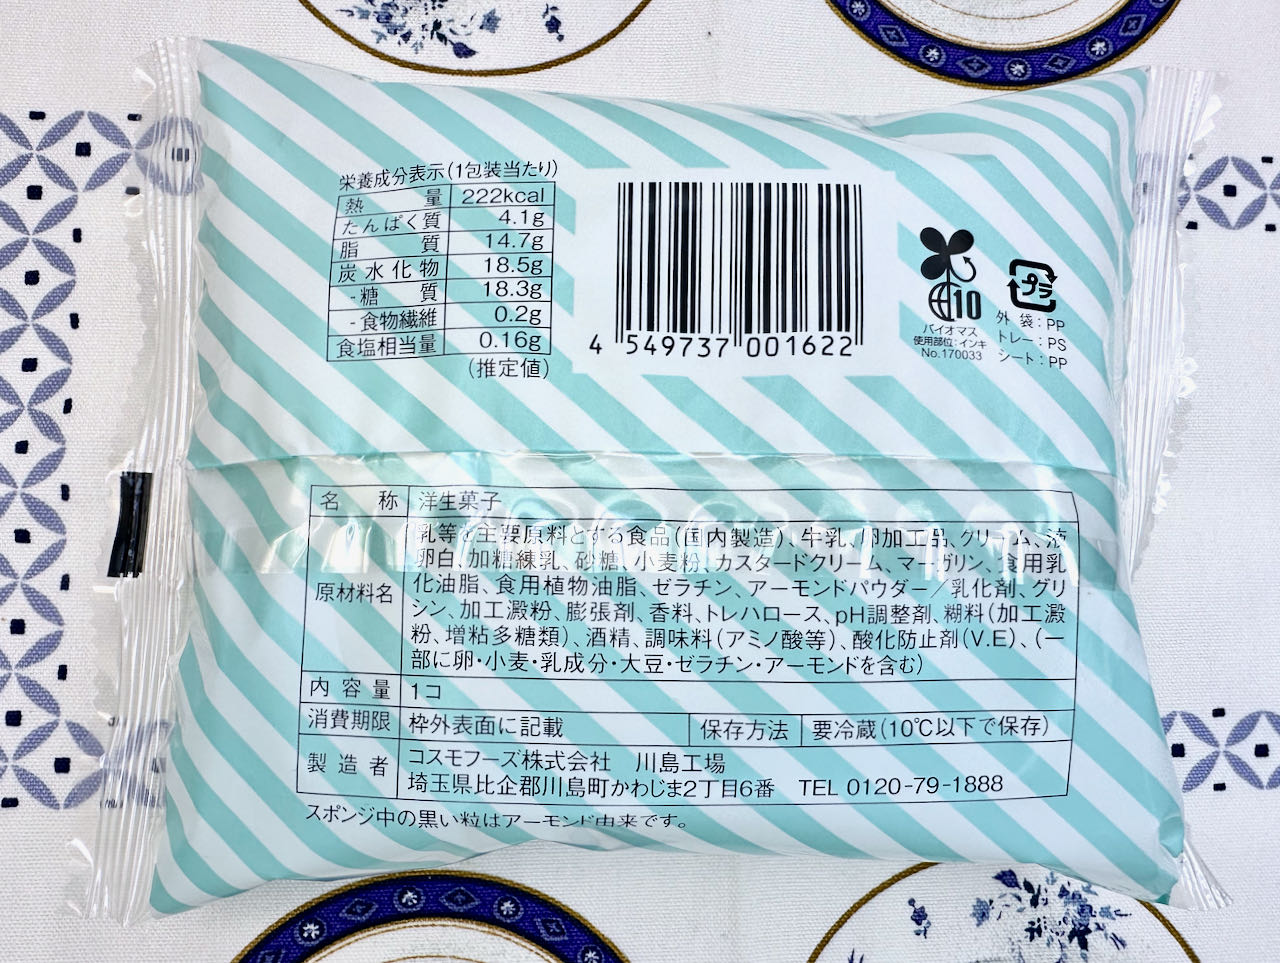 栄養成分表示(1包装当たり)
熱量 222kcal
たんぱく質 4.1g
脂質 14.7g
炭水化物 18.5g
-糖質 18.3g
-食物繊維 0.2g
食塩相当量 0.16g
(推定値)
4 549737 001622
10
バイオマス
使用部位:インキ
No.170033
プラ
外袋:PP
トレー:PS
シート:PP
名称 洋生菓子
原材料名 乳等を主要原料とする食品(国内製造)、牛乳、卵加工品、クリーム、液
卵白、加糖練乳、砂糖、小麦粉、カスタードクリーム、マーガリン、食用乳
化油脂、食用植物油脂、ゼラチン、アーモンドパウダー/乳化剤、グリ
シン、加工澱粉、膨張剤、香料、トレハロース、pH調整剤、糊料(加工澱
粉、増粘多糖類)、酒精、調味料(アミノ酸等)、酸化防止剤(V.E)、(一
部に卵・小麦・乳成分・大豆・ゼラチン・アーモンドを含む)
内容量 1コ
消費期限 枠外表面に記載 保存方法 要冷蔵(10℃以下で保存)
製造者 コスモフーズ株式会社 川島工場
埼玉県比企郡川島町かわじま2丁目6番 TEL 0120-79-1888
スポンジ中の黒い粒はアーモンド由来です。